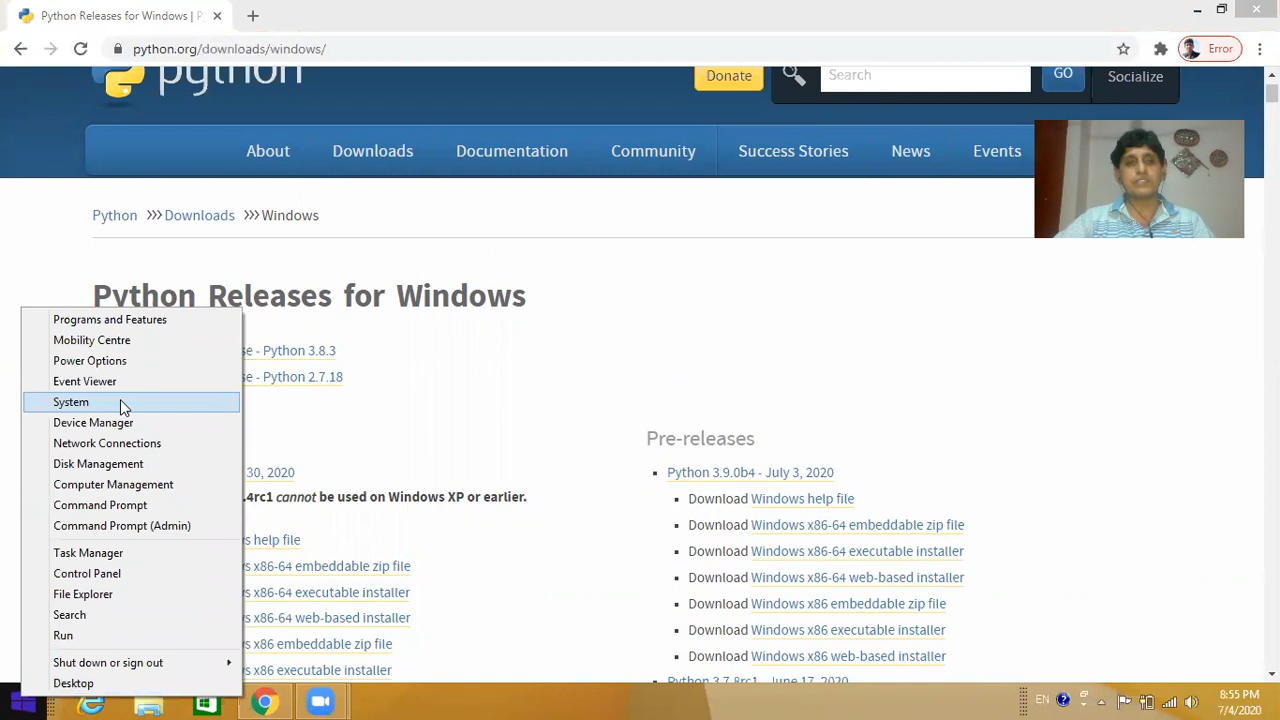 Python Releases for Windows | P
python.org/downloads/windows/
Error
python
Donate
Search
GO
Socialize
About
Downloads
Documentation
Community
Success Stories
News
Events
Python
Downloads
Windows
Python Releases for Windows
se - Python 3.8.3
se - Python 2.7.18
30, 2020
.4rc1 cannot be used on Windows XP or earlier.
s help file
s x86-64 embeddable zip file
s x86-64 executable installer
s x86-64 web-based installer
s x86 embeddable zip file
s x86 executable installer
Pre-releases
Python 3.9.0b4 - July 3, 2020
Download Windows help file
Download Windows x86-64 embeddable zip file
Download Windows x86-64 executable installer
Download Windows x86-64 web-based installer
Download Windows x86 embeddable zip file
Download Windows x86 executable installer
Download Windows x86 web-based installer
Python 3.7.8rc1 - June 17, 2020
Programs and Features
Mobility Centre
Power Options
Event Viewer
System
Device Manager
Network Connections
Disk Management
Computer Management
Command Prompt
Command Prompt (Admin)
Task Manager
Control Panel
File Explorer
Search
Run
Shut down or sign out
Desktop
EN
8:55 PM
7/4/2020